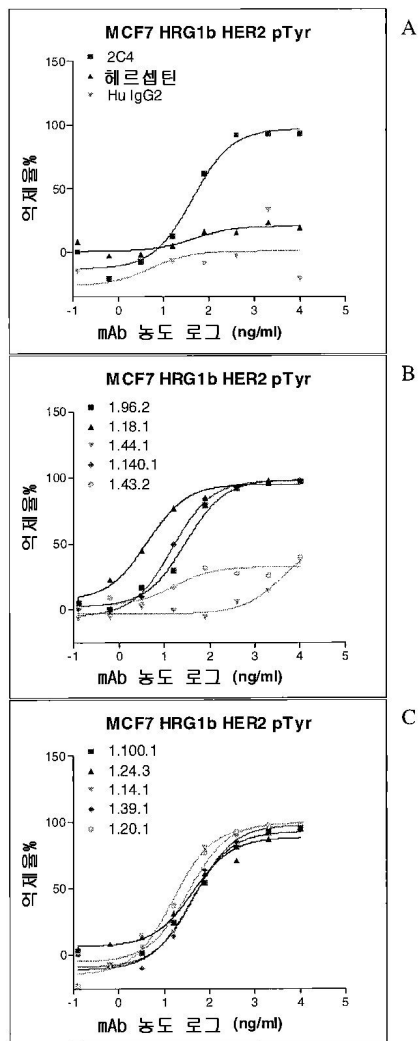 A
MCF7 HRG1b HER2 pTyr
2C4
헤르셉틴
Hu IgG2
150
100
50
0
억제율%
-1 0 1 2 3 4 5
mAb 농도 로그 (ng/ml)
B
MCF7 HRG1b HER2 pTyr
1.96.2
1.18.1
1.44.1
1.140.1
1.43.2
150
100
50
0
억제율%
-1 0 1 2 3 4 5
mAb 농도 로그 (ng/ml)
C
MCF7 HRG1b HER2 pTyr
1.100.1
1.24.3
1.14.1
1.39.1
1.20.1
150
100
50
0
억제율%
-1 0 1 2 3 4 5
mAb 농도 로그 (ng/ml)